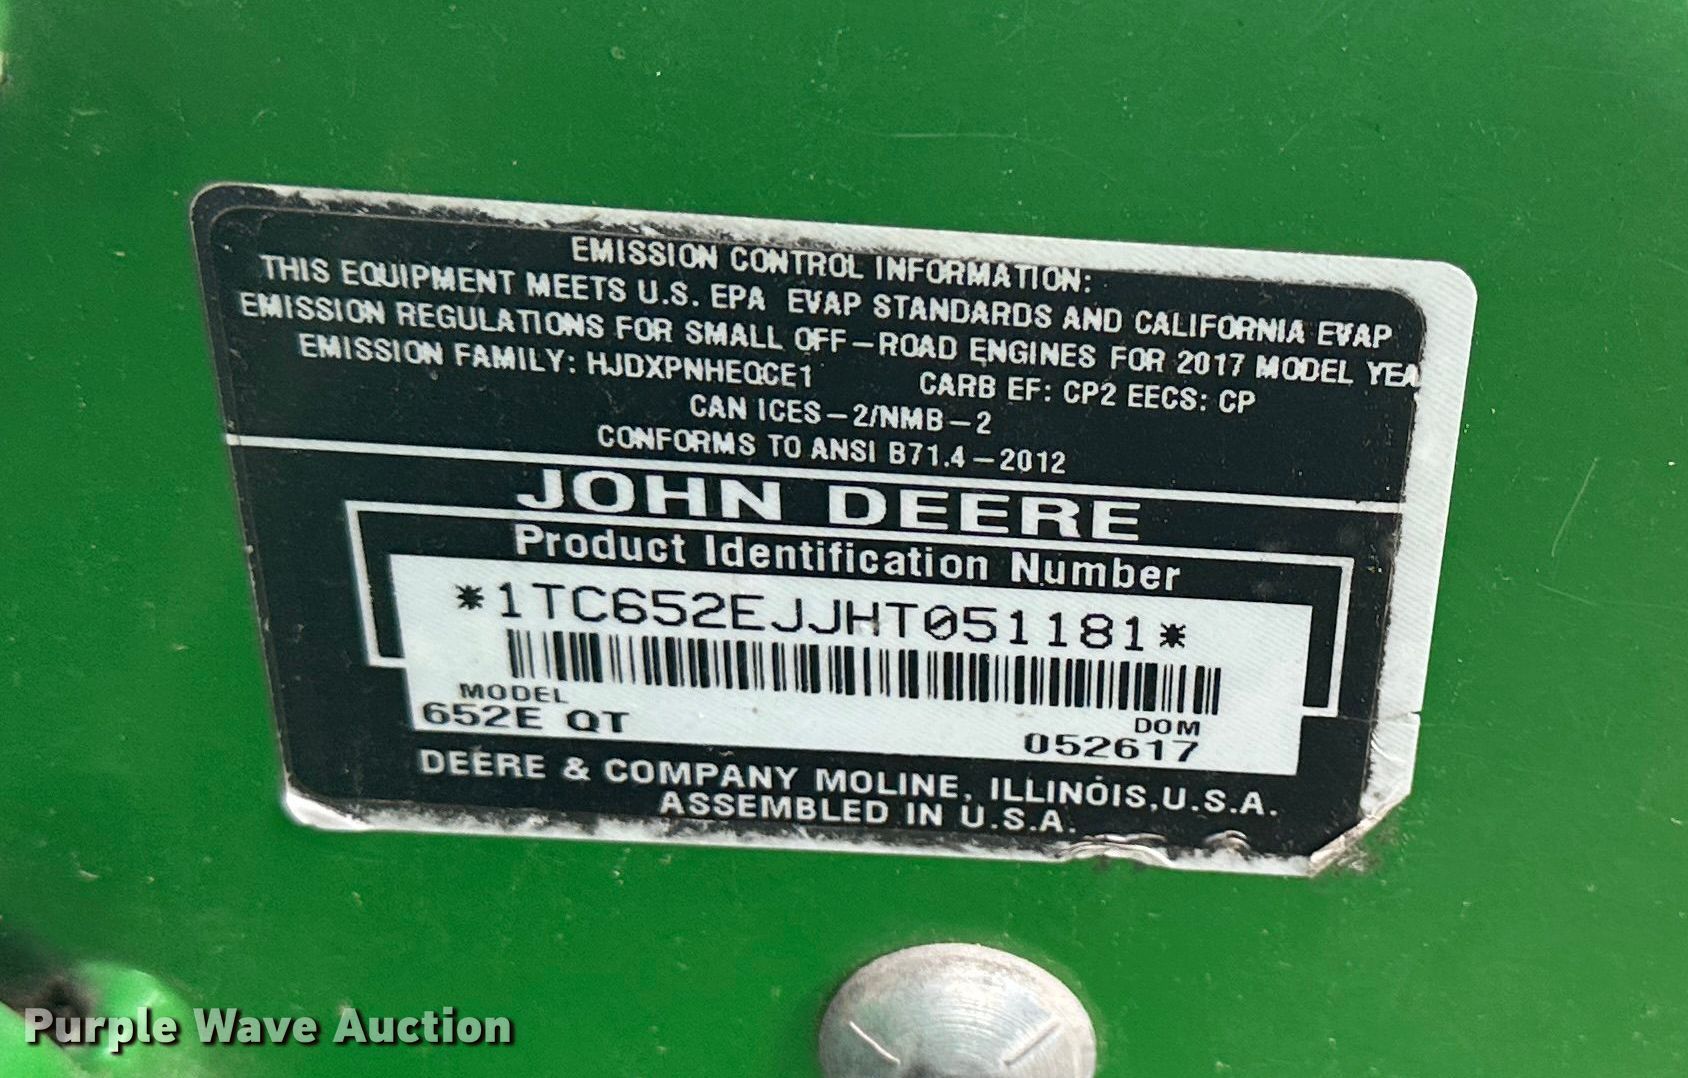 EMISSION CONTROL INFORMATION:
THIS EQUIPMENT MEETS U.S. EPA EVAP STANDARDS AND CALIFORNIA EVAP
EMISSION REGULATIONS FOR SMALL OFF-ROAD ENGINES FOR 2017 MODEL YEA
EMISSION FAMILY: HJDXPNHEQCE1 CARB EF: CP2 EECS: CP
CAN ICES-2/NMB-2
CONFORMS TO ANSI B71.4-2012
JOHN DEERE
Product Identification Number
*1TC652EJJHT051181*
MODEL DOM
652E QT 052617
DEERE & COMPANY MOLINE, ILLINOIS, U.S.A.
ASSEMBLED IN U.S.A.
Purple Wave Auction